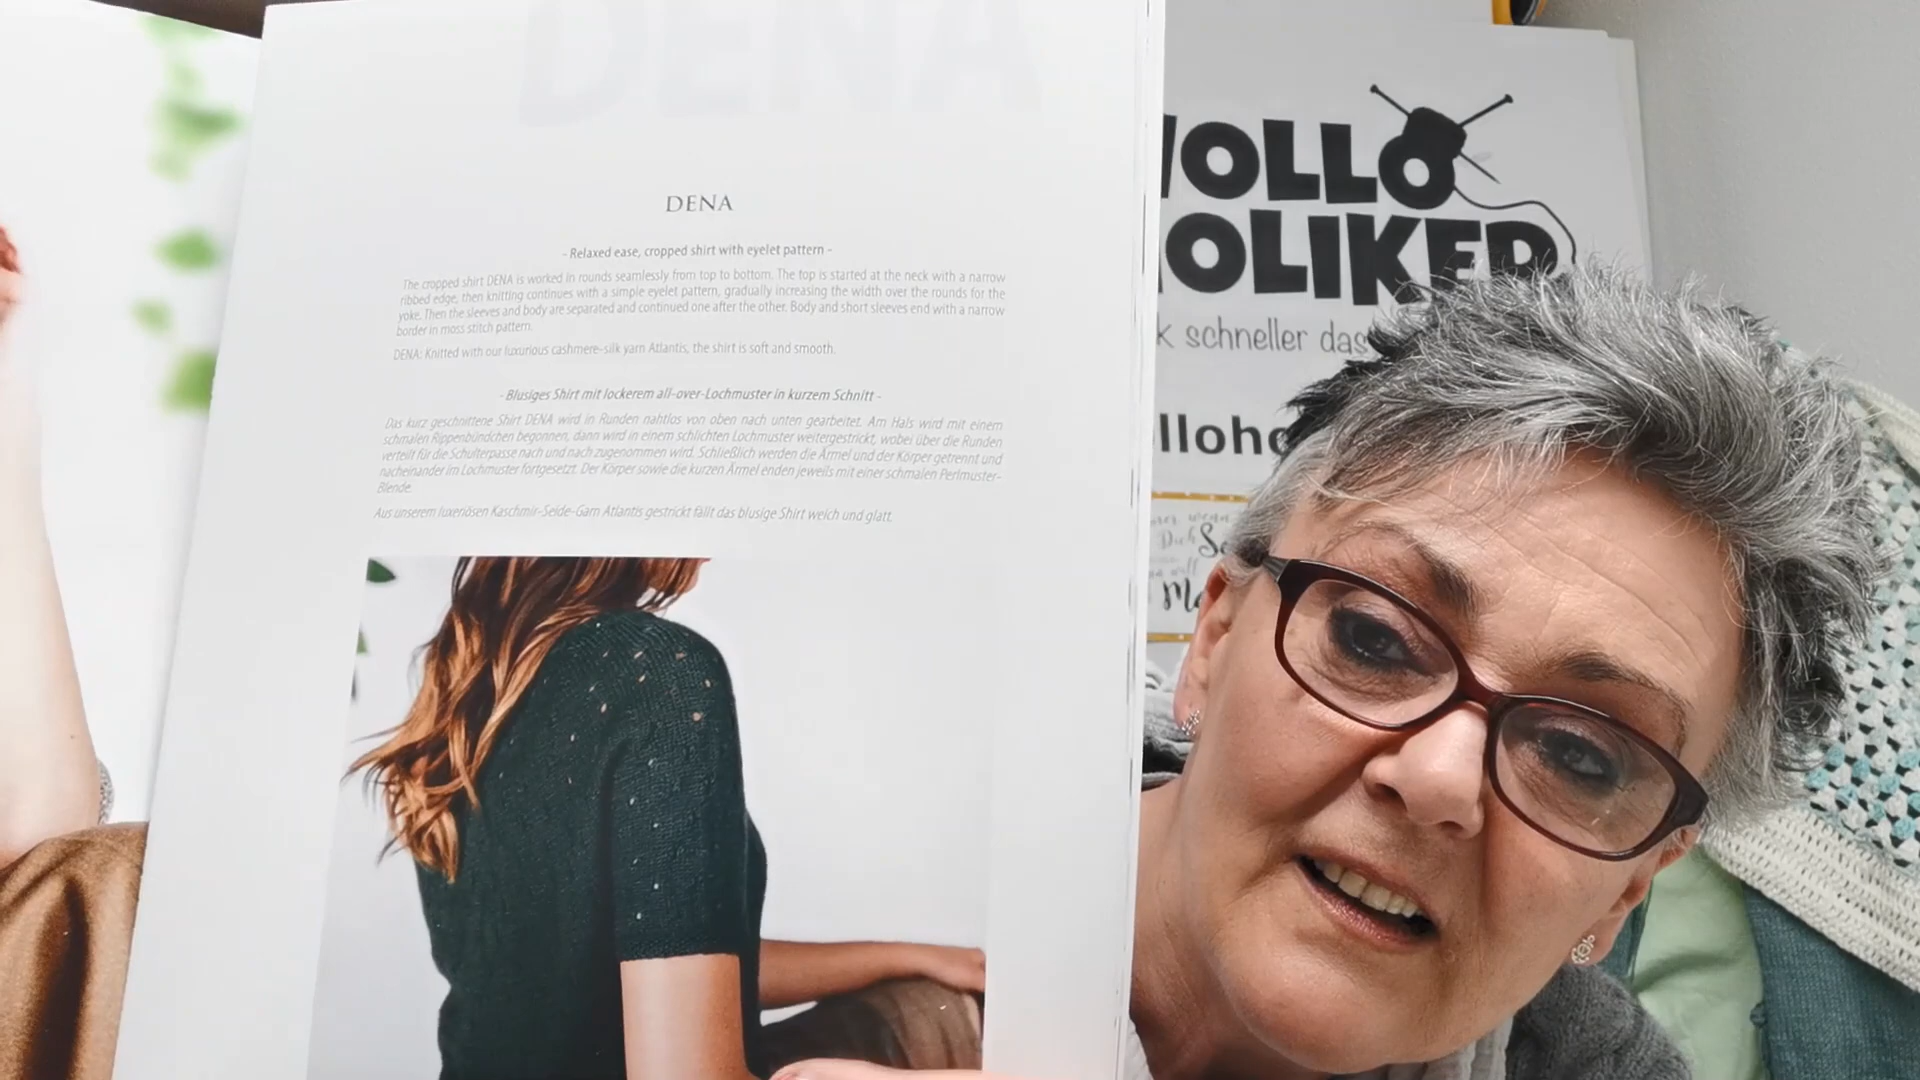 DENA
DENA
- Relaxed ease, cropped shirt with eyelet pattern -
The cropped shirt DENA is worked in rounds seamlessly from top to bottom. The top is started at the neck with a narrow
ribbed edge, then knitting continues with a simple eyelet pattern, gradually increasing the width over the rounds for the
yoke. Then the sleeves and body are separated and continued one after the other. Body and short sleeves end with a narrow
border in moss stitch pattern.
DENA: Knitted with our luxurious cashmere-silk yarn Atlantis, the shirt is soft and smooth.
- Blusiges Shirt mit lockerem all-over-Lochmuster in kurzem Schnitt -
Das kurz geschnittene Shirt DENA wird in Runden nahtlos von oben nach unten gearbeitet. Am Hals wird mit einem
schmalen Rippenbündchen begonnen, dann wird in einem schlichten Lochmuster weitergestrickt, wobei über die Runden
verteilt für die Schulterpasse nach und nach zugenommen wird. Schließlich werden die Ärmel und der Körper getrennt und
nacheinander im Lochmuster fortgesetzt. Der Körper sowie die kurzen Ärmel enden jeweils mit einer schmalen Perlmuster-
Blende.
Aus unserem luxeriösen Kaschmir-Seide-Garn Atlantis gestrickt fällt das blusige Shirt weich und glatt.
OLLO
OLIKER
k schneller das
lloho
Dich